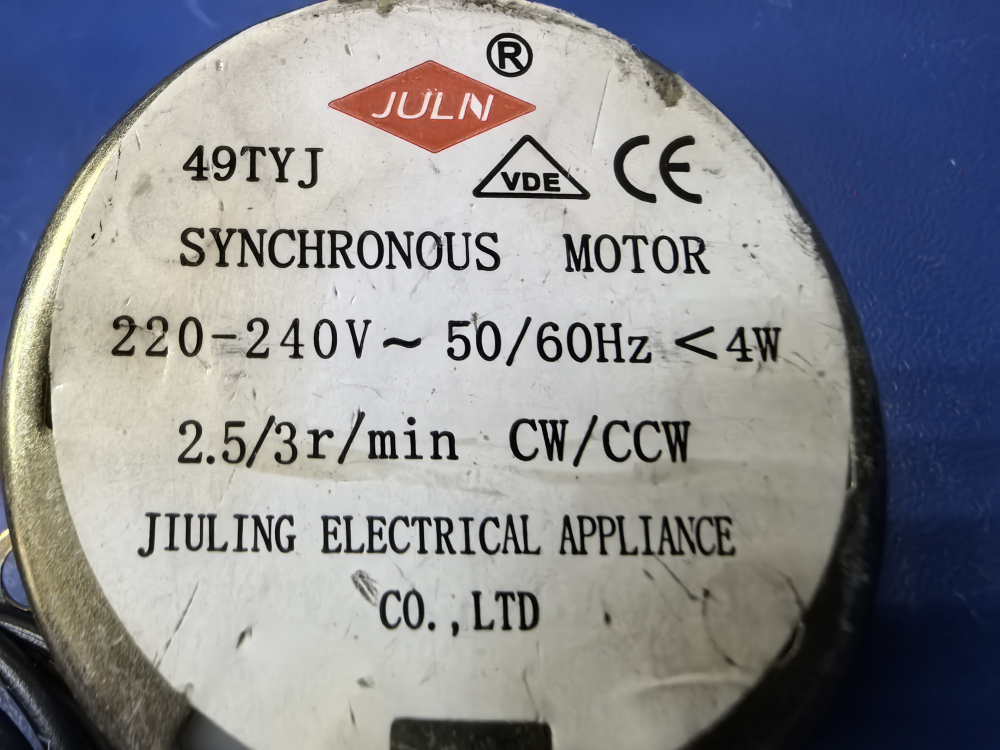 ®
JULN
49TYJ VDE CE
SYNCHRONOUS MOTOR
220-240V~ 50/60Hz <4W
2.5/3r/min CW/CCW
JIULING ELECTRICAL APPLIANCE
CO.,LTD